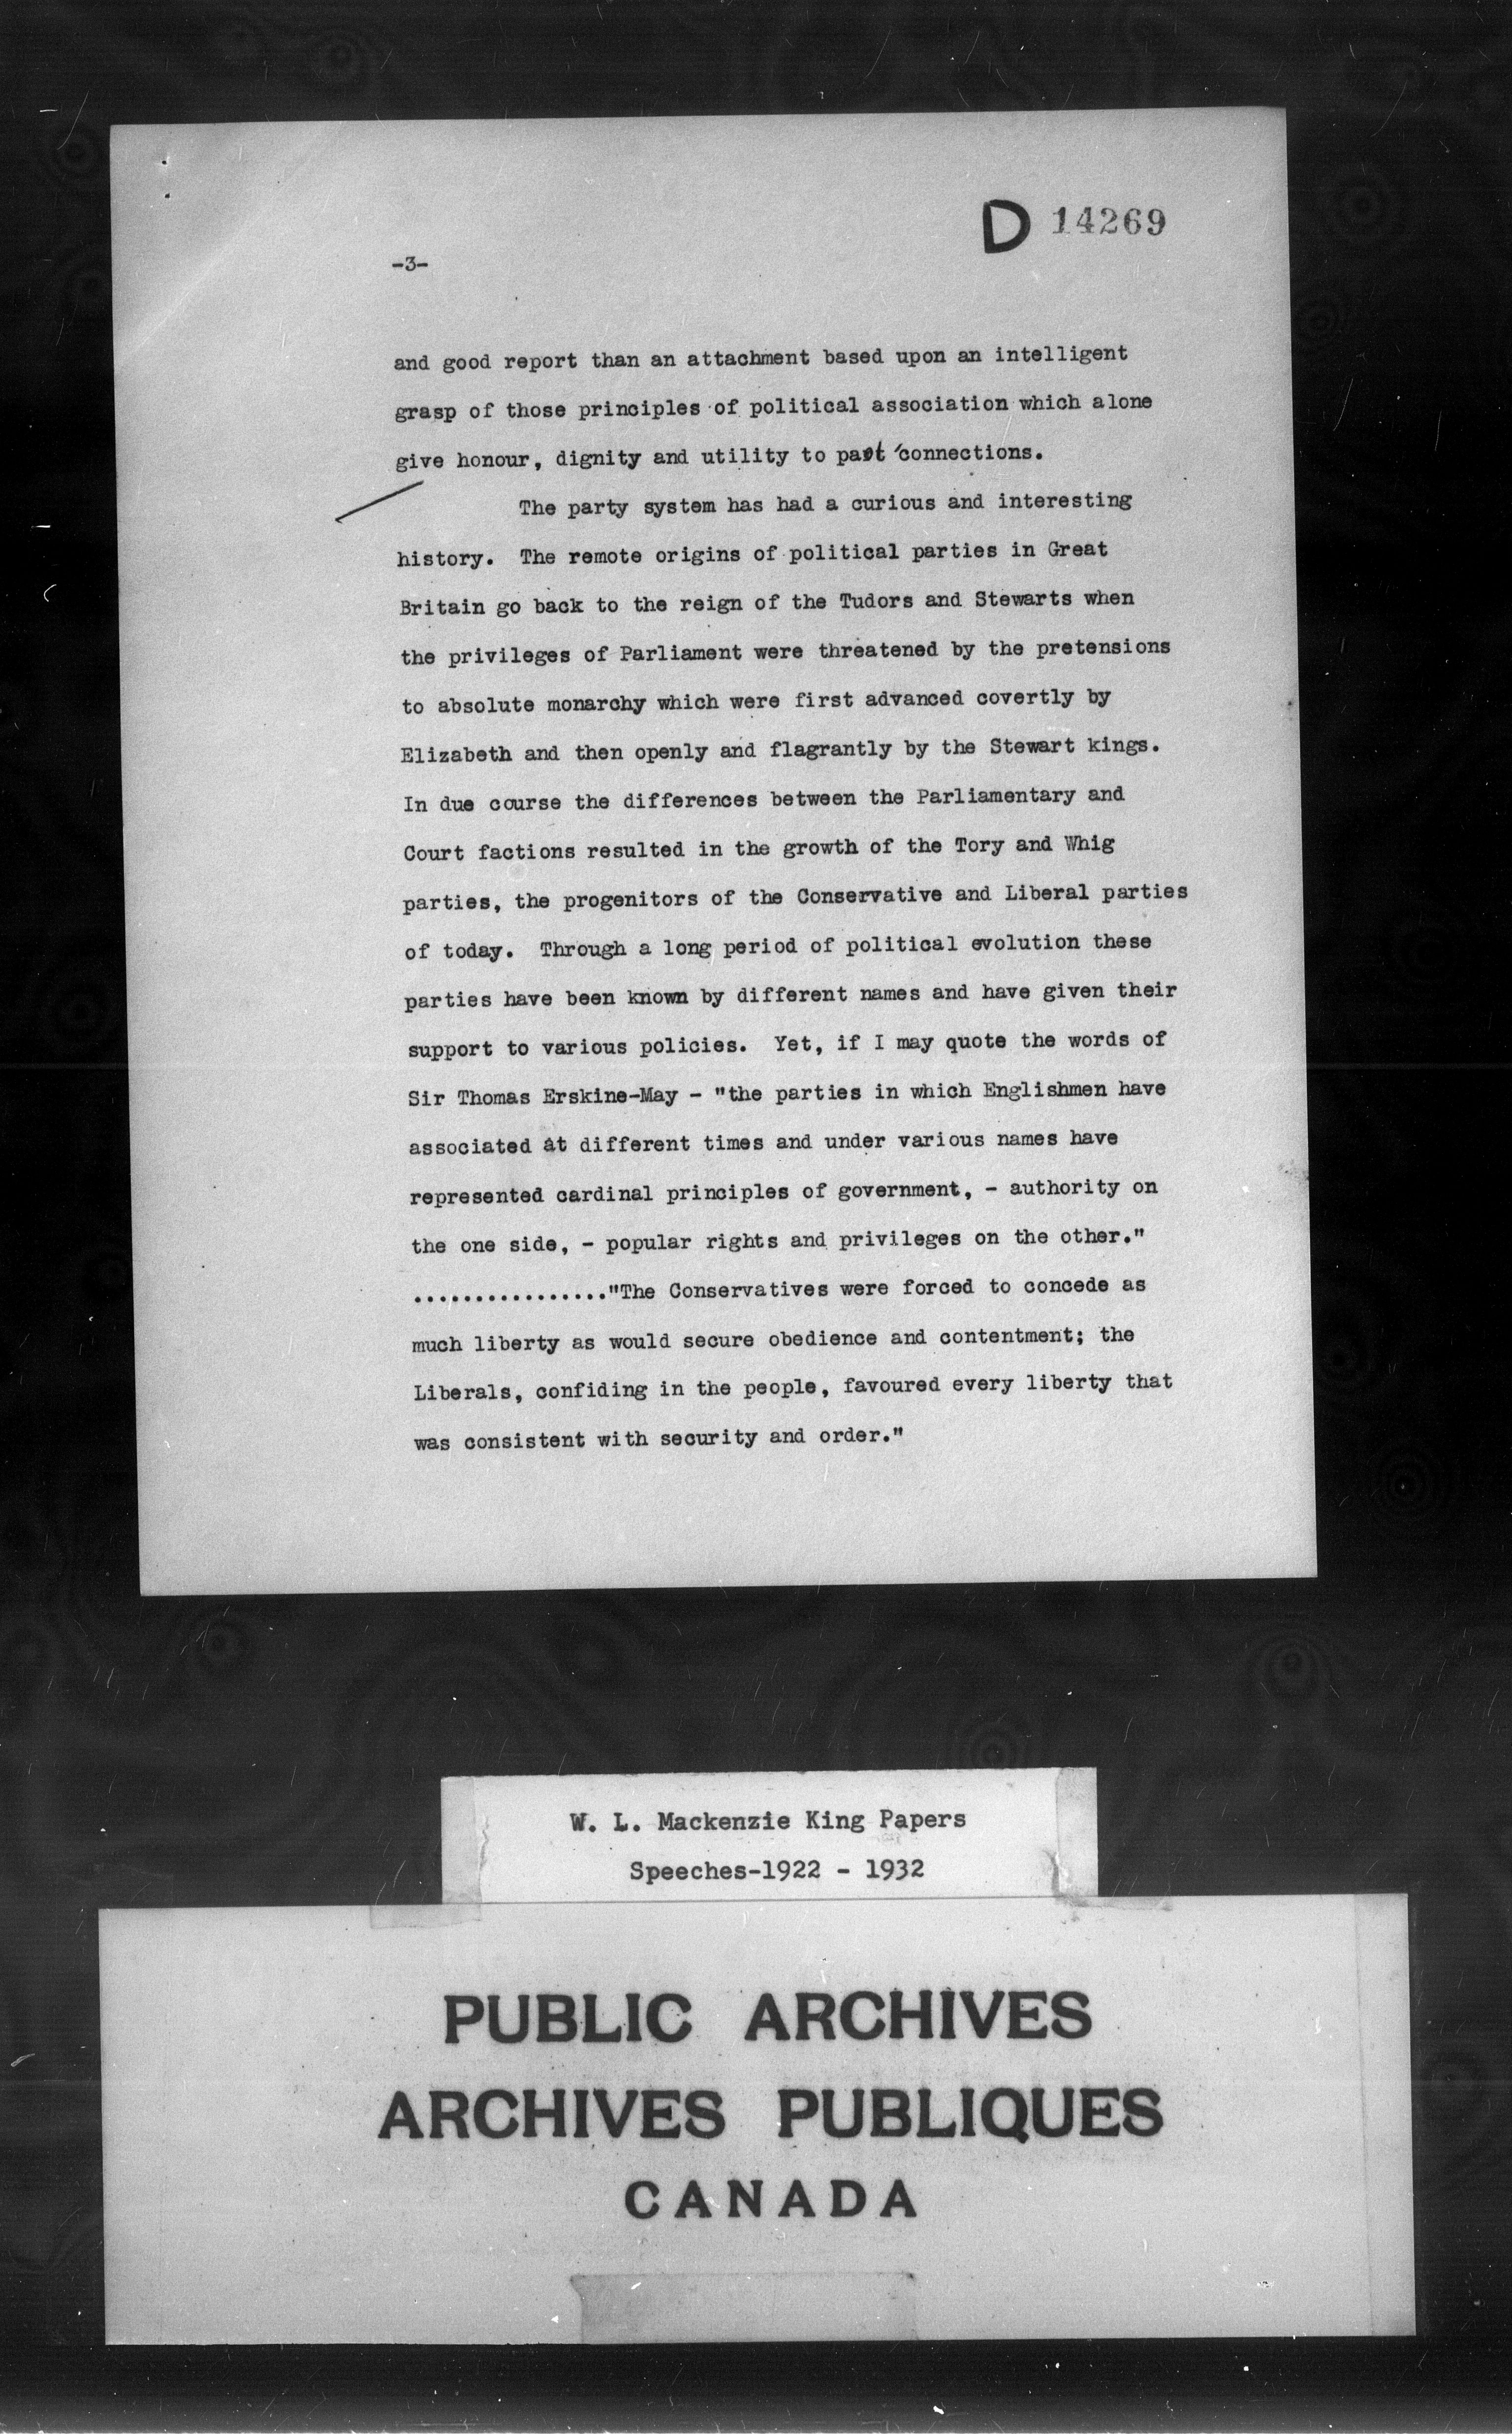 D 14269
-3-
and good report than an attachment based upon an intelligent
grasp of those principles of political association which alone
give honour, dignity and utility to past connections.
The party system has had a curious and interesting
history. The remote origins of political parties in Great
Britain go back to the reign of the Tudors and Stewarts when
the privileges of Parliament were threatened by the pretensions
to absolute monarchy which were first advanced covertly by
Elizabeth and then openly and flagrantly by the Stewart kings.
In due course the differences between the Parliamentary and
Court factions resulted in the growth of the Tory and Whig
parties, the progenitors of the Conservative and Liberal parties
of today. Through a long period of political evolution these
parties have been known by different names and have given their
support to various policies. Yet, if I may quote the words of
Sir Thomas Erskine-May - "the parties in which Englishmen have
associated at different times and under various names have
represented cardinal principles of government, - authority on
the one side, - popular rights and privileges on the other."
................"The Conservatives were forced to concede as
much liberty as would secure obedience and contentment; the
Liberals, confiding in the people, favoured every liberty that
was consistent with security and order."
W. L. Mackenzie King Papers
Speeches-1922 - 1932
PUBLIC ARCHIVES
ARCHIVES PUBLIQUES
CANADA